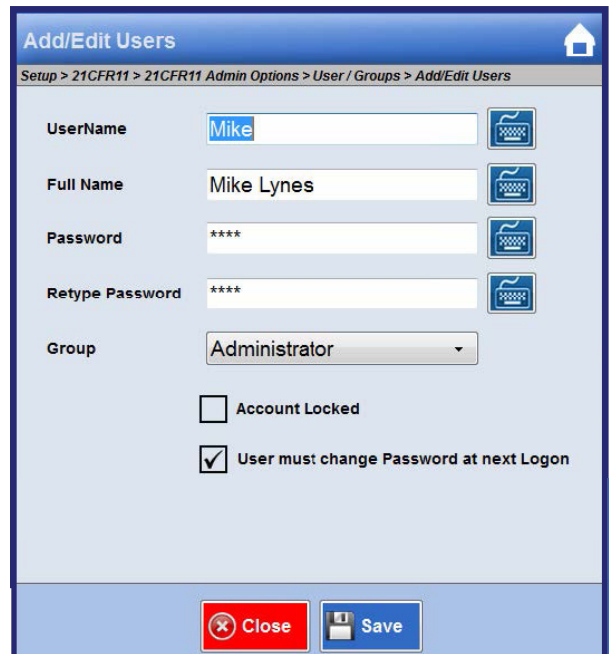 Add/Edit Users
Setup > 21CFR11 > 21CFR11 Admin Options > User / Groups > Add/Edit Users
UserName Mike
Full Name Mike Lynes
Password ****
Retype Password ****
Group Administrator
Account Locked
User must change Password at next Logon
Close Save